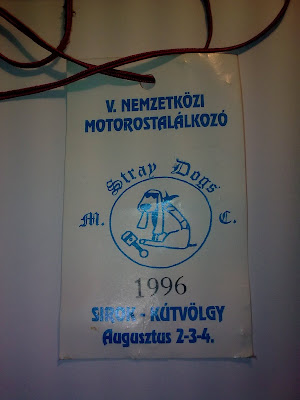 V. NEMZETKÖZI
MOTOROSTALÁLKOZÓ
Stray Dogs
M. C.
1996
SIROK - KÚTVÖLGY
Augusztus 2-3-4.